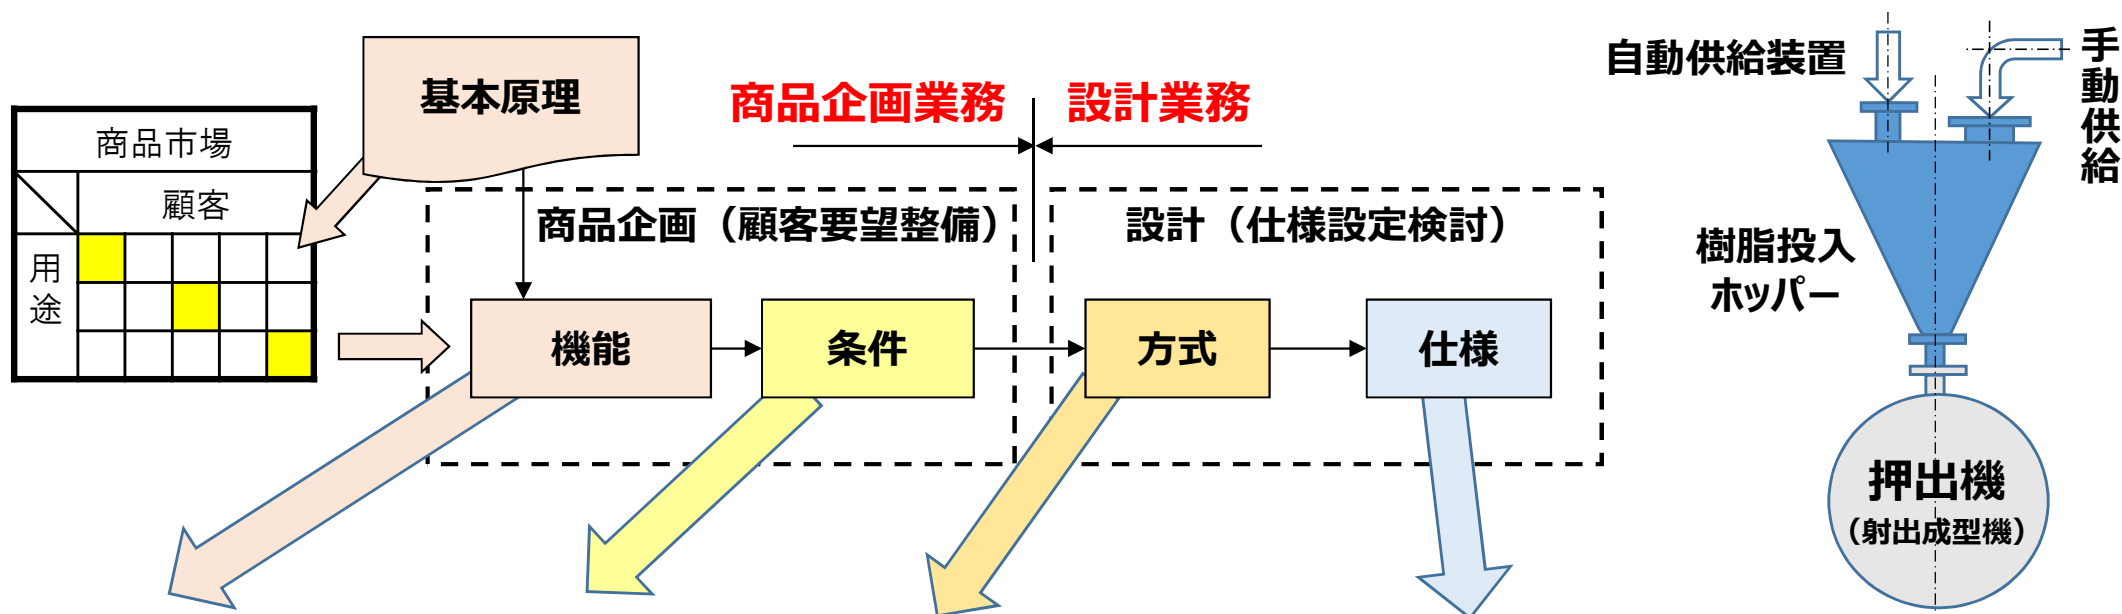 基本原理
商品市場
顧客
用途
商品企画業務
設計業務
商品企画（顧客要望整備）
設計（仕様設定検討）
機能
条件
方式
仕様
自動供給装置
手動供給
樹脂投入
ホッパー
押出機
（射出成型機）